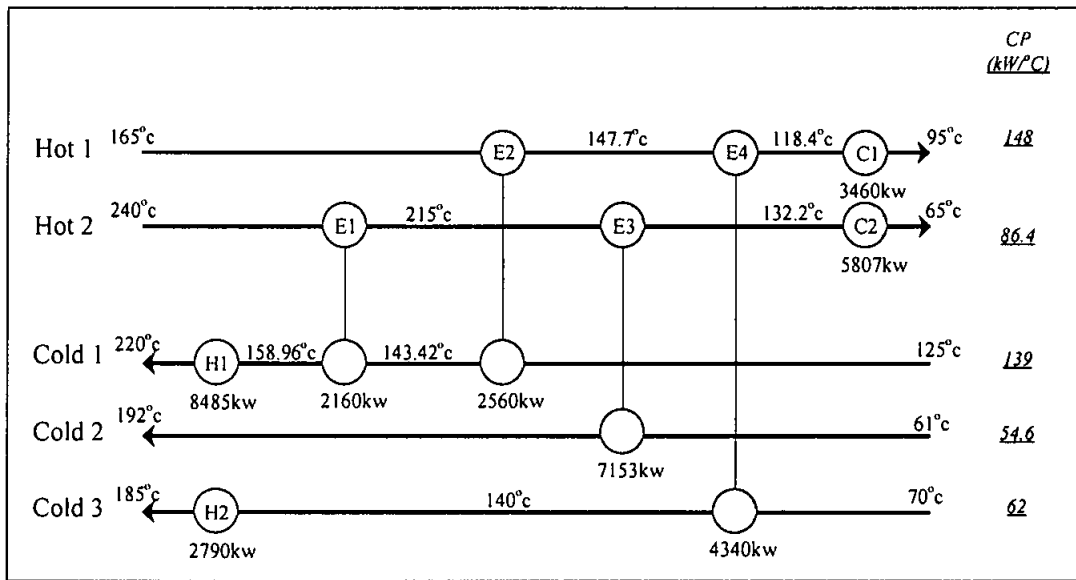 CP
(kW/°C)
Hot 1 165°c E2 147.7°c E4 118.4°c C1 95°c 148
3460kw
Hot 2 240°c E1 215°c E3 132.2°c C2 65°c 86.4
5807kw
Cold 1 220°c H1 158.96°c 143.42°c 125°c 139
8485kw 2160kw 2560kw
Cold 2 192°c 61°c 54.6
7153kw
Cold 3 185°c H2 140°c 70°c 62
2790kw 4340kw